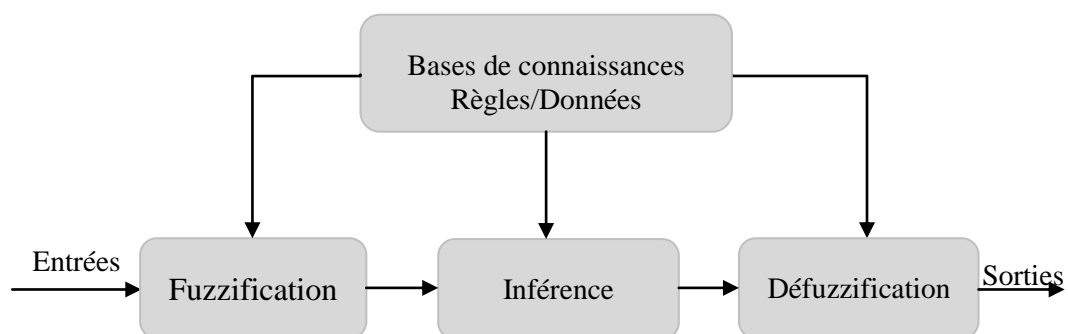 Bases de connaissances
Règles/Données
Entrées
Fuzzification
Inférence
Défuzzification
Sorties